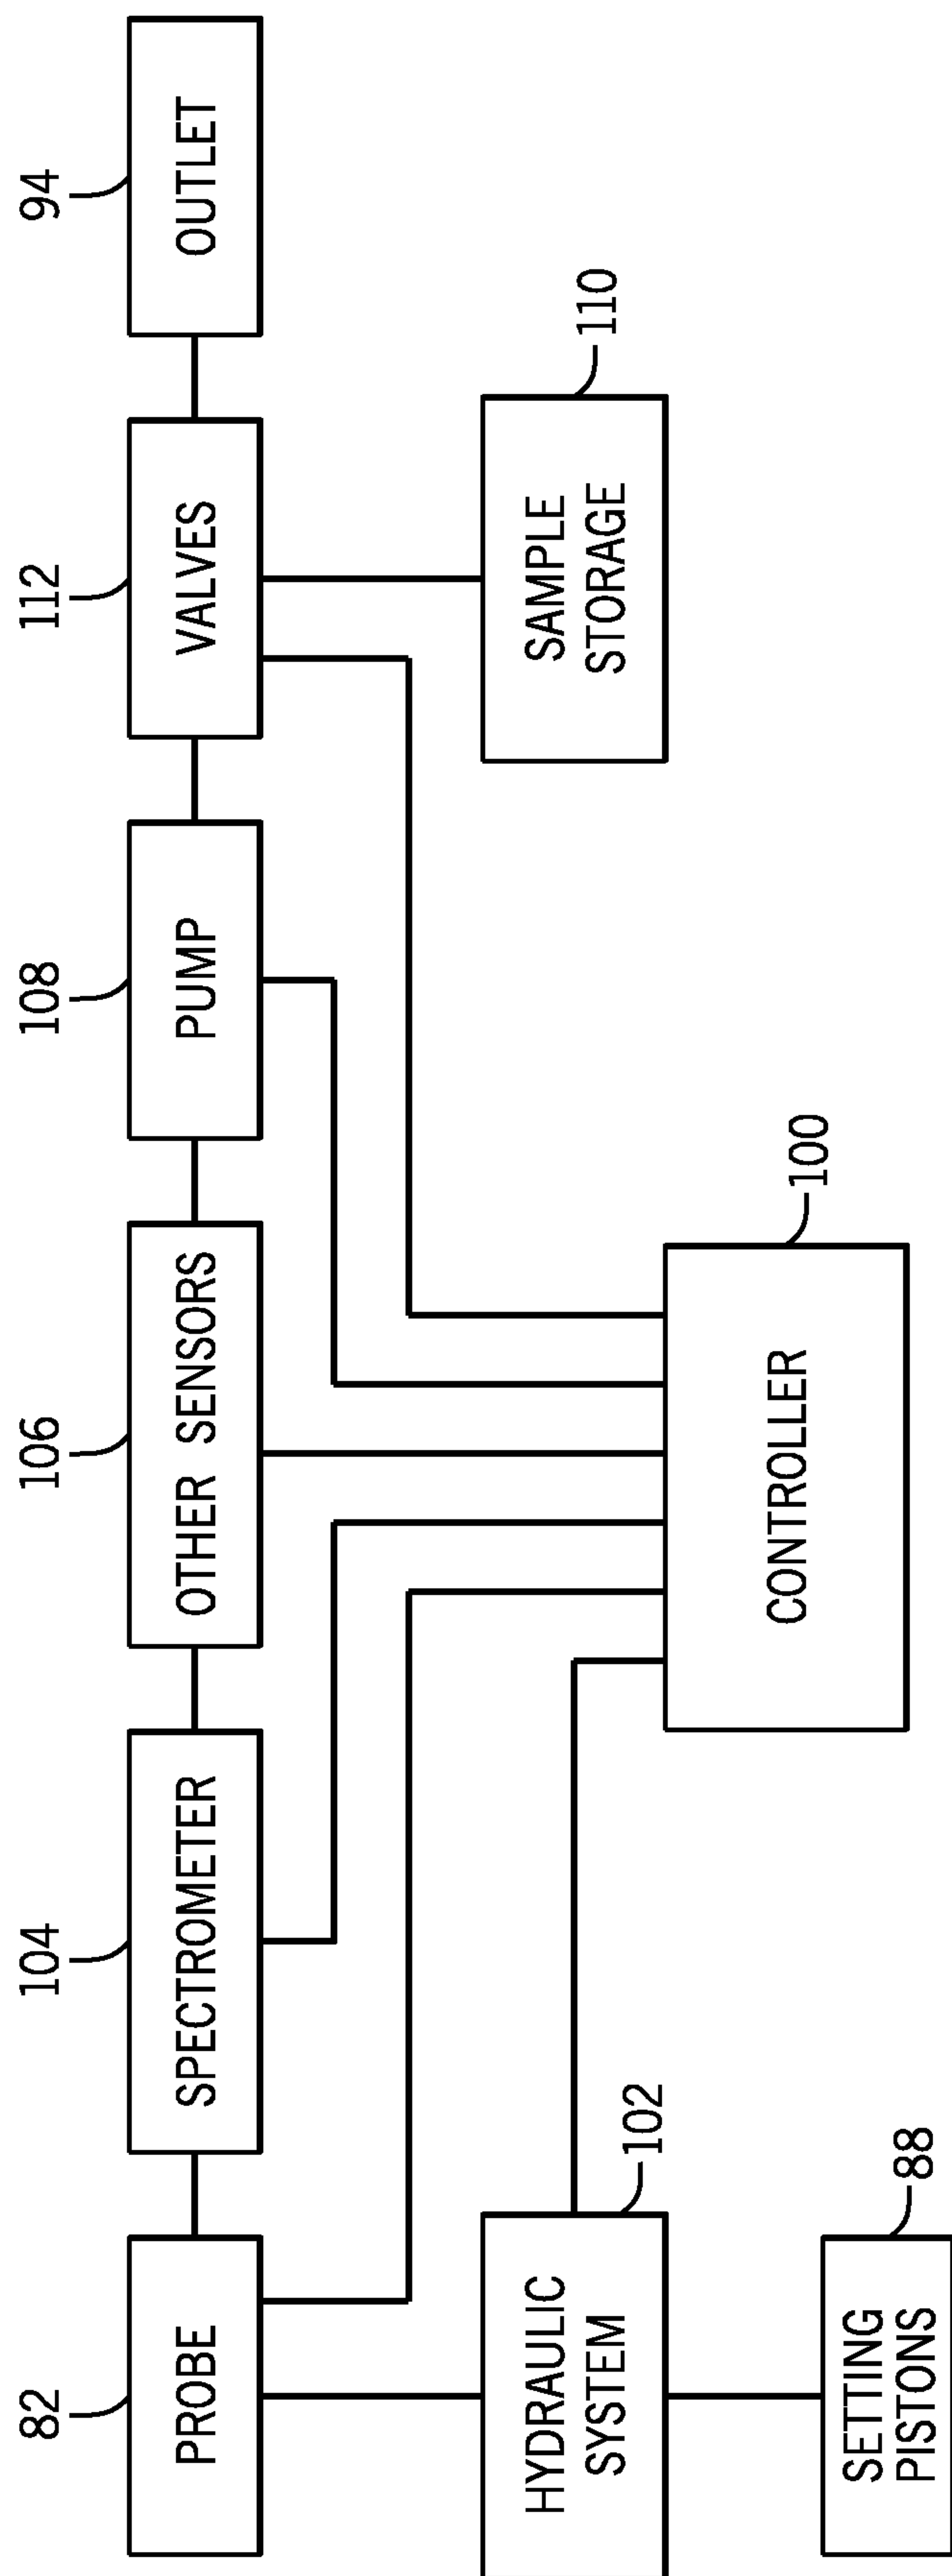 82
104
106
108
112
94
PROBE
SPECTROMETER
OTHER SENSORS
PUMP
VALVES
OUTLET
102
110
HYDRAULIC
SYSTEM
SAMPLE
STORAGE
100
CONTROLLER
88
SETTING
PISTONS